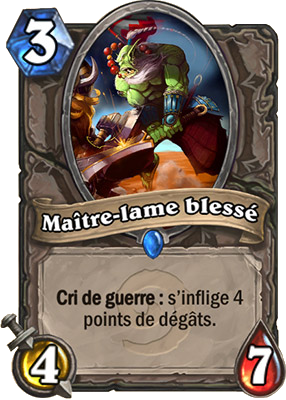 3
Maître-lame blessé
Cri de guerre : s’inflige 4
points de dégâts.
4
7